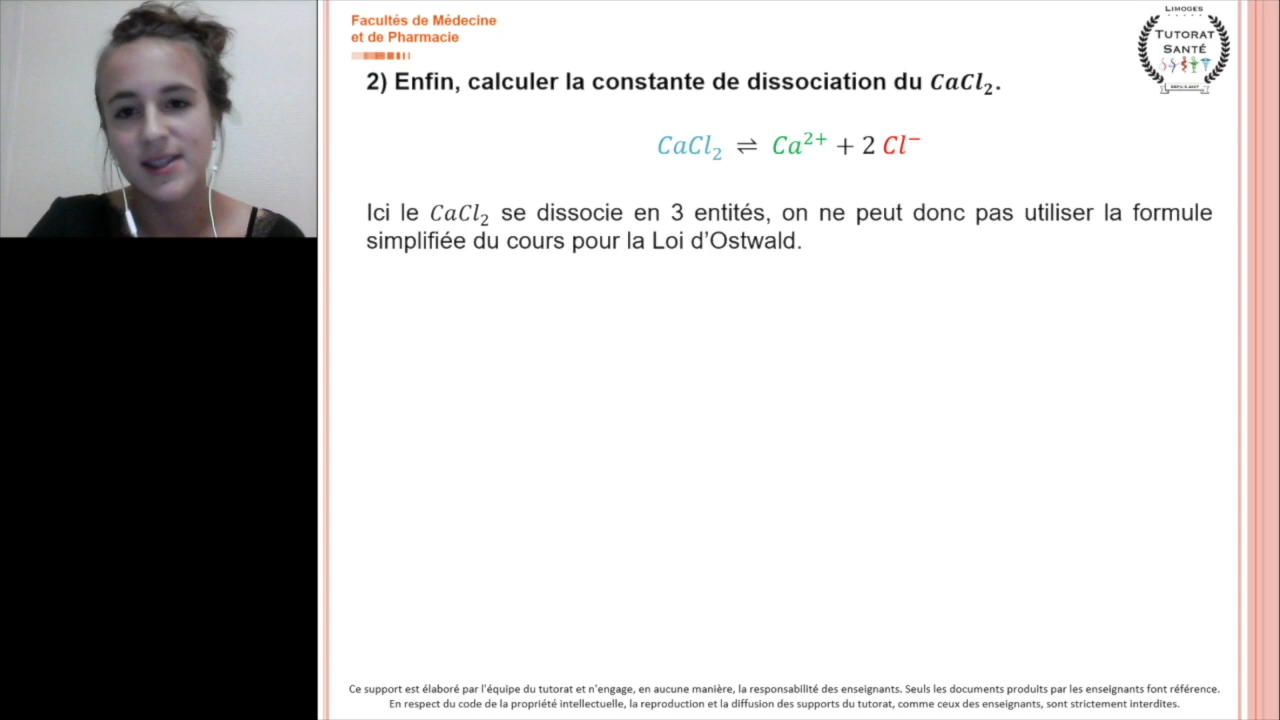 Facultés de Médecine
et de Pharmacie
LIMOGES
TUTORAT
SANTÉ
DEPUIS 2007
2) Enfin, calculer la constante de dissociation du CaCl₂.
CaCl₂ ⇌ Ca²⁺ + 2 Cl⁻
Ici le CaCl₂ se dissocie en 3 entités, on ne peut donc pas utiliser la formule
simplifiée du cours pour la Loi d’Ostwald.
Ce support est élaboré par l'équipe du tutorat et n'engage, en aucune manière, la responsabilité des enseignants. Seuls les documents produits par les enseignants font référence.
En respect du code de la propriété intellectuelle, la reproduction et la diffusion des supports du tutorat, comme ceux des enseignants, sont strictement interdites.